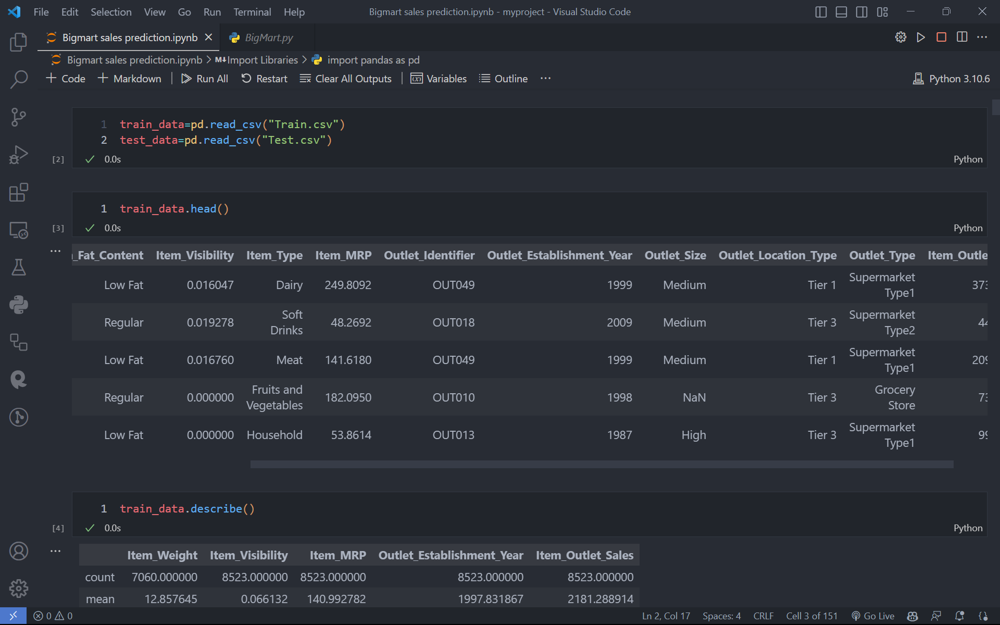 File Edit Selection View Go Run Terminal Help Bigmart sales prediction.ipynb - myproject - Visual Studio Code
Bigmart sales prediction.ipynb BigMart.py
Bigmart sales prediction.ipynb > M↓Import Libraries > import pandas as pd
+ Code + Markdown Run All Restart Clear All Outputs Variables Outline ... Python 3.10.6
1 train_data=pd.read_csv("Train.csv")
2 test_data=pd.read_csv("Test.csv")
[2] 0.0s Python
1 train_data.head()
[3] 0.0s Python
_Fat_Content Item_Visibility Item_Type Item_MRP Outlet_Identifier Outlet_Establishment_Year Outlet_Size Outlet_Location_Type Outlet_Type Item_Outle
Low Fat 0.016047 Dairy 249.8092 OUT049 1999 Medium Tier 1 Supermarket Type1 373
Regular 0.019278 Soft Drinks 48.2692 OUT018 2009 Medium Tier 3 Supermarket Type2 44
Low Fat 0.016760 Meat 141.6180 OUT049 1999 Medium Tier 1 Supermarket Type1 209
Regular 0.000000 Fruits and Vegetables 182.0950 OUT010 1998 NaN Tier 3 Grocery Store 73
Low Fat 0.000000 Household 53.8614 OUT013 1987 High Tier 3 Supermarket Type1 99
1 train_data.describe()
[4] 0.0s Python
Item_Weight Item_Visibility Item_MRP Outlet_Establishment_Year Item_Outlet_Sales
count 7060.000000 8523.000000 8523.000000 8523.000000 8523.000000
mean 12.857645 0.066132 140.992782 1997.831867 2181.288914
0 0 Ln 2, Col 17 Spaces: 4 CRLF Cell 3 of 151 Go Live